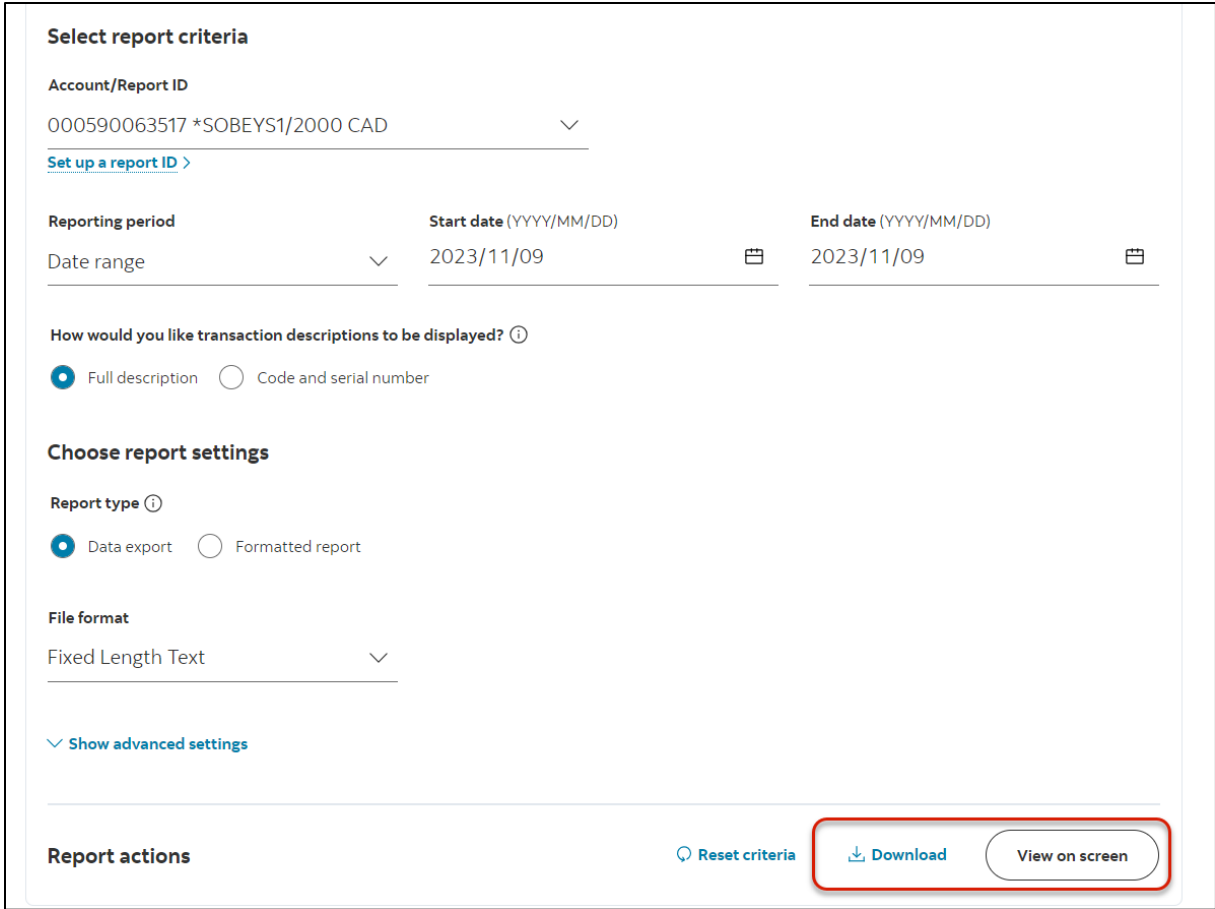 Select report criteria
Account/Report ID
000590063517 *SOBEYS1/2000 CAD
Set up a report ID >
Reporting period
Start date (YYYY/MM/DD)
End date (YYYY/MM/DD)
Date range
2023/11/09
2023/11/09
How would you like transaction descriptions to be displayed?
Full description
Code and serial number
Choose report settings
Report type
Data export
Formatted report
File format
Fixed Length Text
Show advanced settings
Report actions
Reset criteria
Download
View on screen